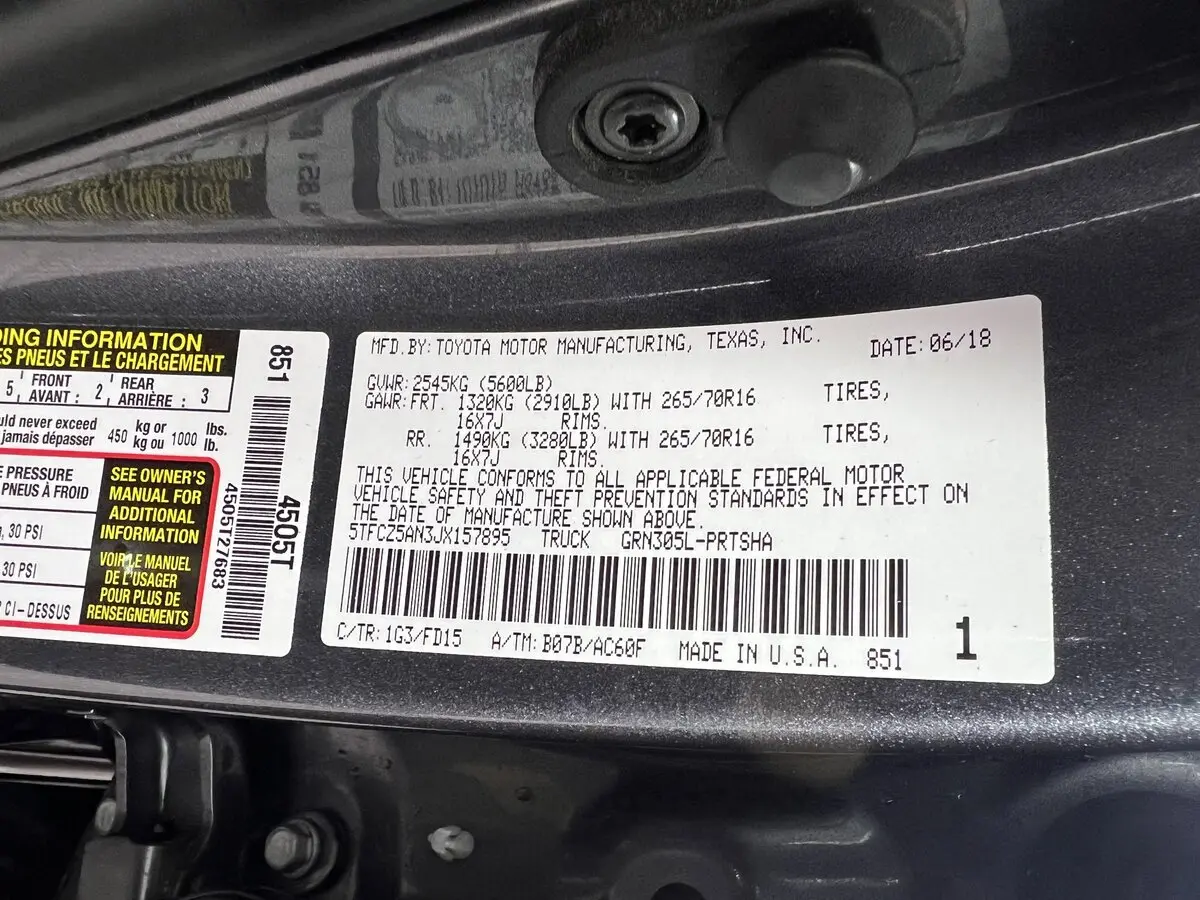 DING INFORMATION
ES PNEUS ET LE CHARGEMENT
5, FRONT AVANT : 2, REAR ARRIÈRE : 3
uld never exceed
jamais dépasser 450 kg or kg ou 1000 lbs. lb.
E PRESSURE
PNEUS À FROID
30 PSI
30 PSI
CI-DESSUS
SEE OWNER'S
MANUAL FOR
ADDITIONAL
INFORMATION
VOIR LE MANUEL
DE L'USAGER
POUR PLUS DE
RENSEIGNEMENTS
851
4505T27683
4505T
MFD.BY:TOYOTA MOTOR MANUFACTURING, TEXAS, INC. DATE:06/18
GVWR:2545KG (5600LB)
GAWR:FRT. 1320KG (2910LB) WITH 265/70R16 TIRES,
16X7J RIMS.
RR. 1490KG (3280LB) WITH 265/70R16 TIRES,
16X7J RIMS.
THIS VEHICLE CONFORMS TO ALL APPLICABLE FEDERAL MOTOR
VEHICLE SAFETY AND THEFT PREVENTION STANDARDS IN EFFECT ON
THE DATE OF MANUFACTURE SHOWN ABOVE.
5TFCZ5AN3JX157895 TRUCK GRN305L-PRTSHA
C/TR:1G3/FD15 A/TM:B07B/AC60F MADE IN U.S.A. 851
1